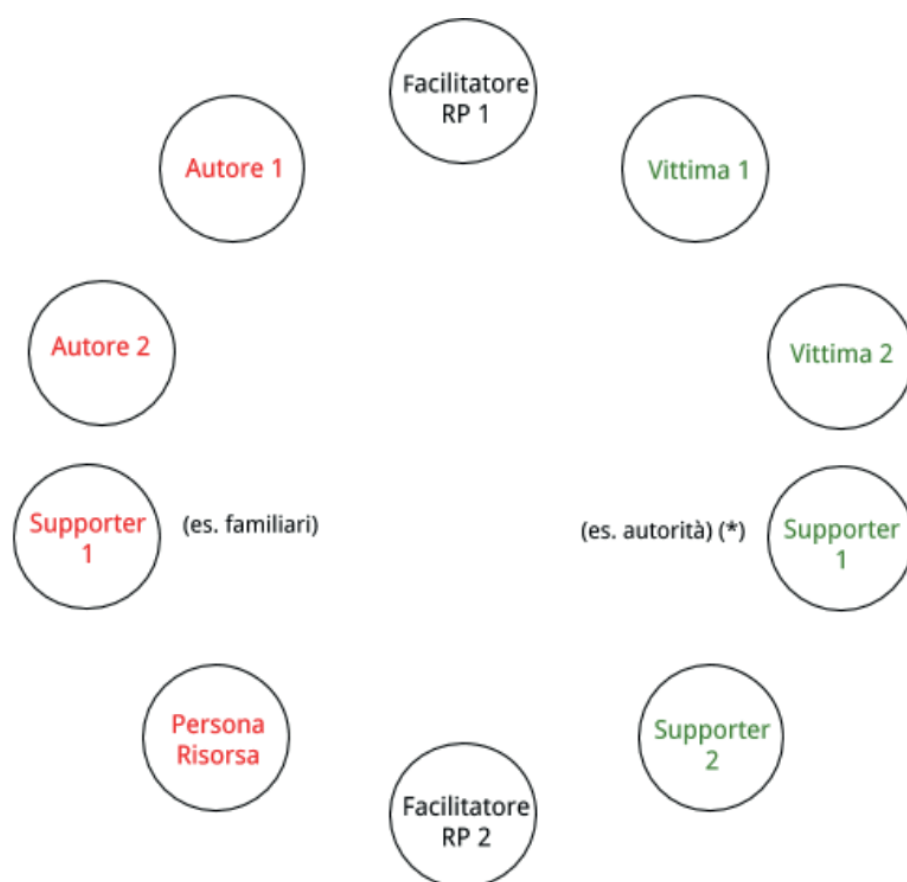 Facilitatore
RP 1
Autore 1
Vittima 1
Autore 2
Vittima 2
Supporter
1
(es. familiari)
(es. autorità) (*)
Supporter
1
Persona
Risorsa
Supporter
2
Facilitatore
RP 2